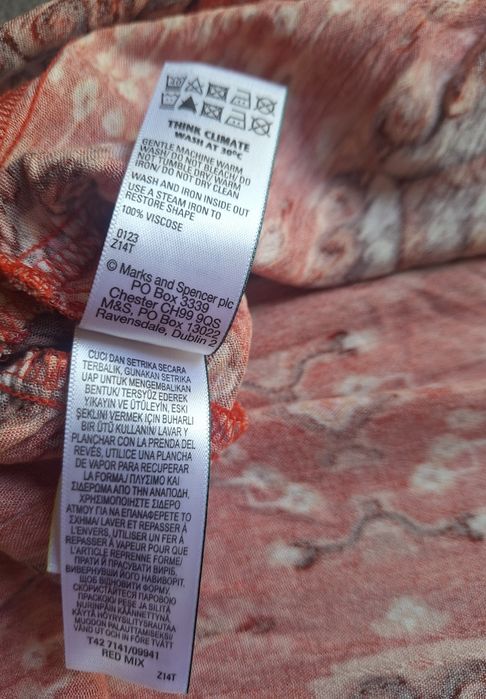 THINK CLIMATE
WASH AT 30°C
GENTLE MACHINE WARM
WASH/ DO NOT BLEACH/ DO
NOT TUMBLE DRY/ WARM
IRON/ DO NOT DRY CLEAN
WASH AND IRON INSIDE OUT
USE A STEAM IRON TO
RESTORE SHAPE
100% VISCOSE
0123
Z14T
© Marks and Spencer plc
PO Box 3339
Chester CH99 9QS
M&S, PO Box 13022
Ravensdale, Dublin 2
CUCI DAN SETRIKA SECARA
TERBALIK, GUNAKAN SETRIKA
UAP UNTUK MENGEMBALIKAN
BENTUK/ TERSYÜZ EDEREK
YIKAYIN VE ÜTÜLEYİN, ESKİ
ŞEKLİNİ VERMEK İÇİN BUHARLI
BİR ÜTÜ KULLANIN/ LAVAR Y
PLANCHAR CON LA PRENDA DEL
REVÉS, UTILICE UNA PLANCHA
DE VAPOR PARA RECUPERAR
LA FORMA/ ΠΛΥΣΙΜΟ ΚΑΙ
ΣΙΔΕΡΩΜΑ ΑΠΟ ΤΗΝ ΑΝΑΠΟΔΗ,
ΧΡΗΣΙΜΟΠΟΙΗΣΤΕ ΣΙΔΕΡΟ
ΑΤΜΟΥ ΓΙΑ ΝΑ ΕΠΑΝΑΦΕΡΕΤΕ ΤΟ
ΣΧΗΜΑ/ LAVER ET REPASSER À
L'ENVERS, UTILISER UN FER À
REPASSER À VAPEUR POUR QUE
L'ARTICLE REPRENNE FORME/
ПРАТИ Й ПРАСУВАТИ ВИРІБ,
ВИВЕРНУВШИ ЙОГО НАВИВОРІТ.
ЩОБ ВІДНОВИТИ ФОРМУ,
СКОРИСТАЙТЕСЯ ПАРОВОЮ
ПРАСКОЮ/ PESE JA SILITÄ
NURINPÄIN KÄÄNNETTYNÄ
KÄYTÄ HÖYRYSILITYSRAUTAA
MUODON PALAUTTAMISEKSI/
VÄND UT OCH IN FÖRE TVÄTT
T42 7141/09941
RED MIX
Z14T